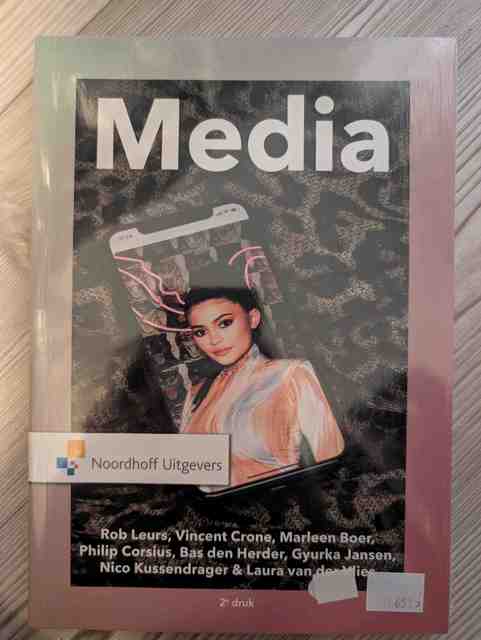 Media
Noordhoff Uitgevers
Rob Leurs, Vincent Crone, Marleen Boer,
Philip Corsius, Bas den Herder, Gyurka Jansen,
Nico Kussendrager & Laura van der Vlies
2e druk